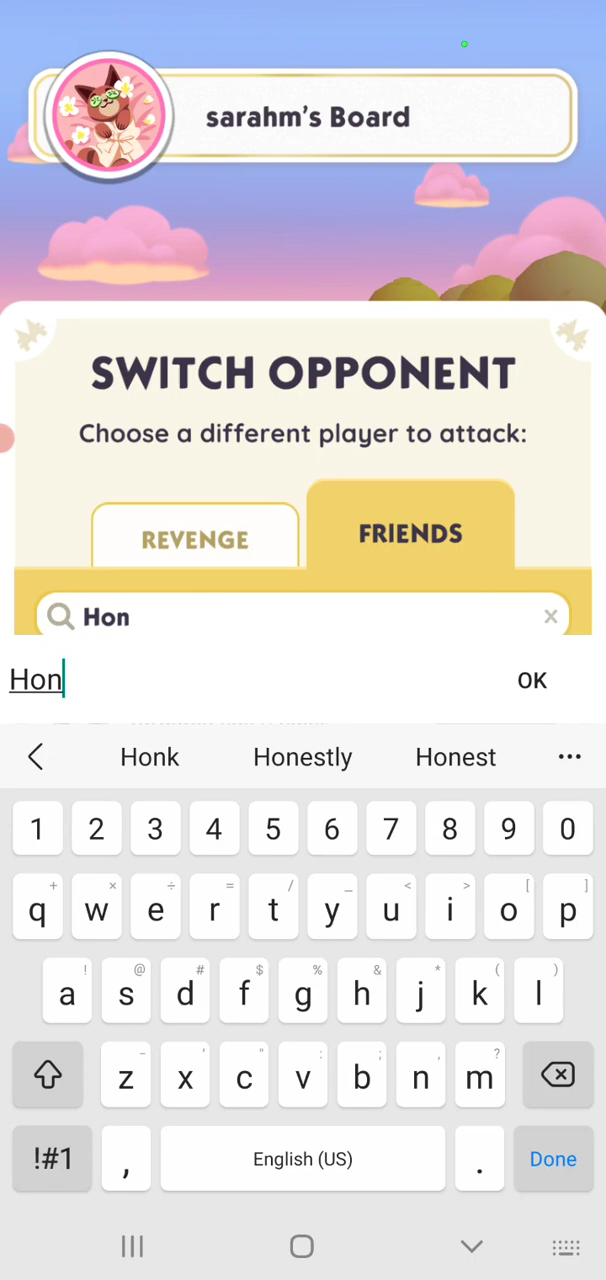 sarahm's Board
SWITCH OPPONENT
Choose a different player to attack:
REVENGE
FRIENDS
Hon
Hon
OK
Honk Honestly Honest ...
1 2 3 4 5 6 7 8 9 0
+ × ÷ = / _ < > [ ]
q w e r t y u i o p
! @ # $ % & * ( )
a s d f g h j k l
- ' " : ; , ?
z x c v b n m
!#1 , English (US) . Done